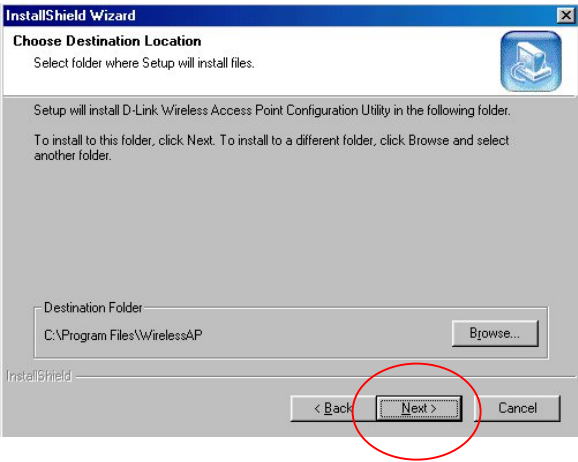 InstallShield Wizard
Choose Destination Location
Select folder where Setup will install files.
Setup will install D-Link Wireless Access Point Configuration Utility in the following folder.
To install to this folder, click Next. To install to a different folder, click Browse and select
another folder.
Destination Folder
C:\Program Files\WirelessAP
Browse...
InstallShield
< Back
Next >
Cancel